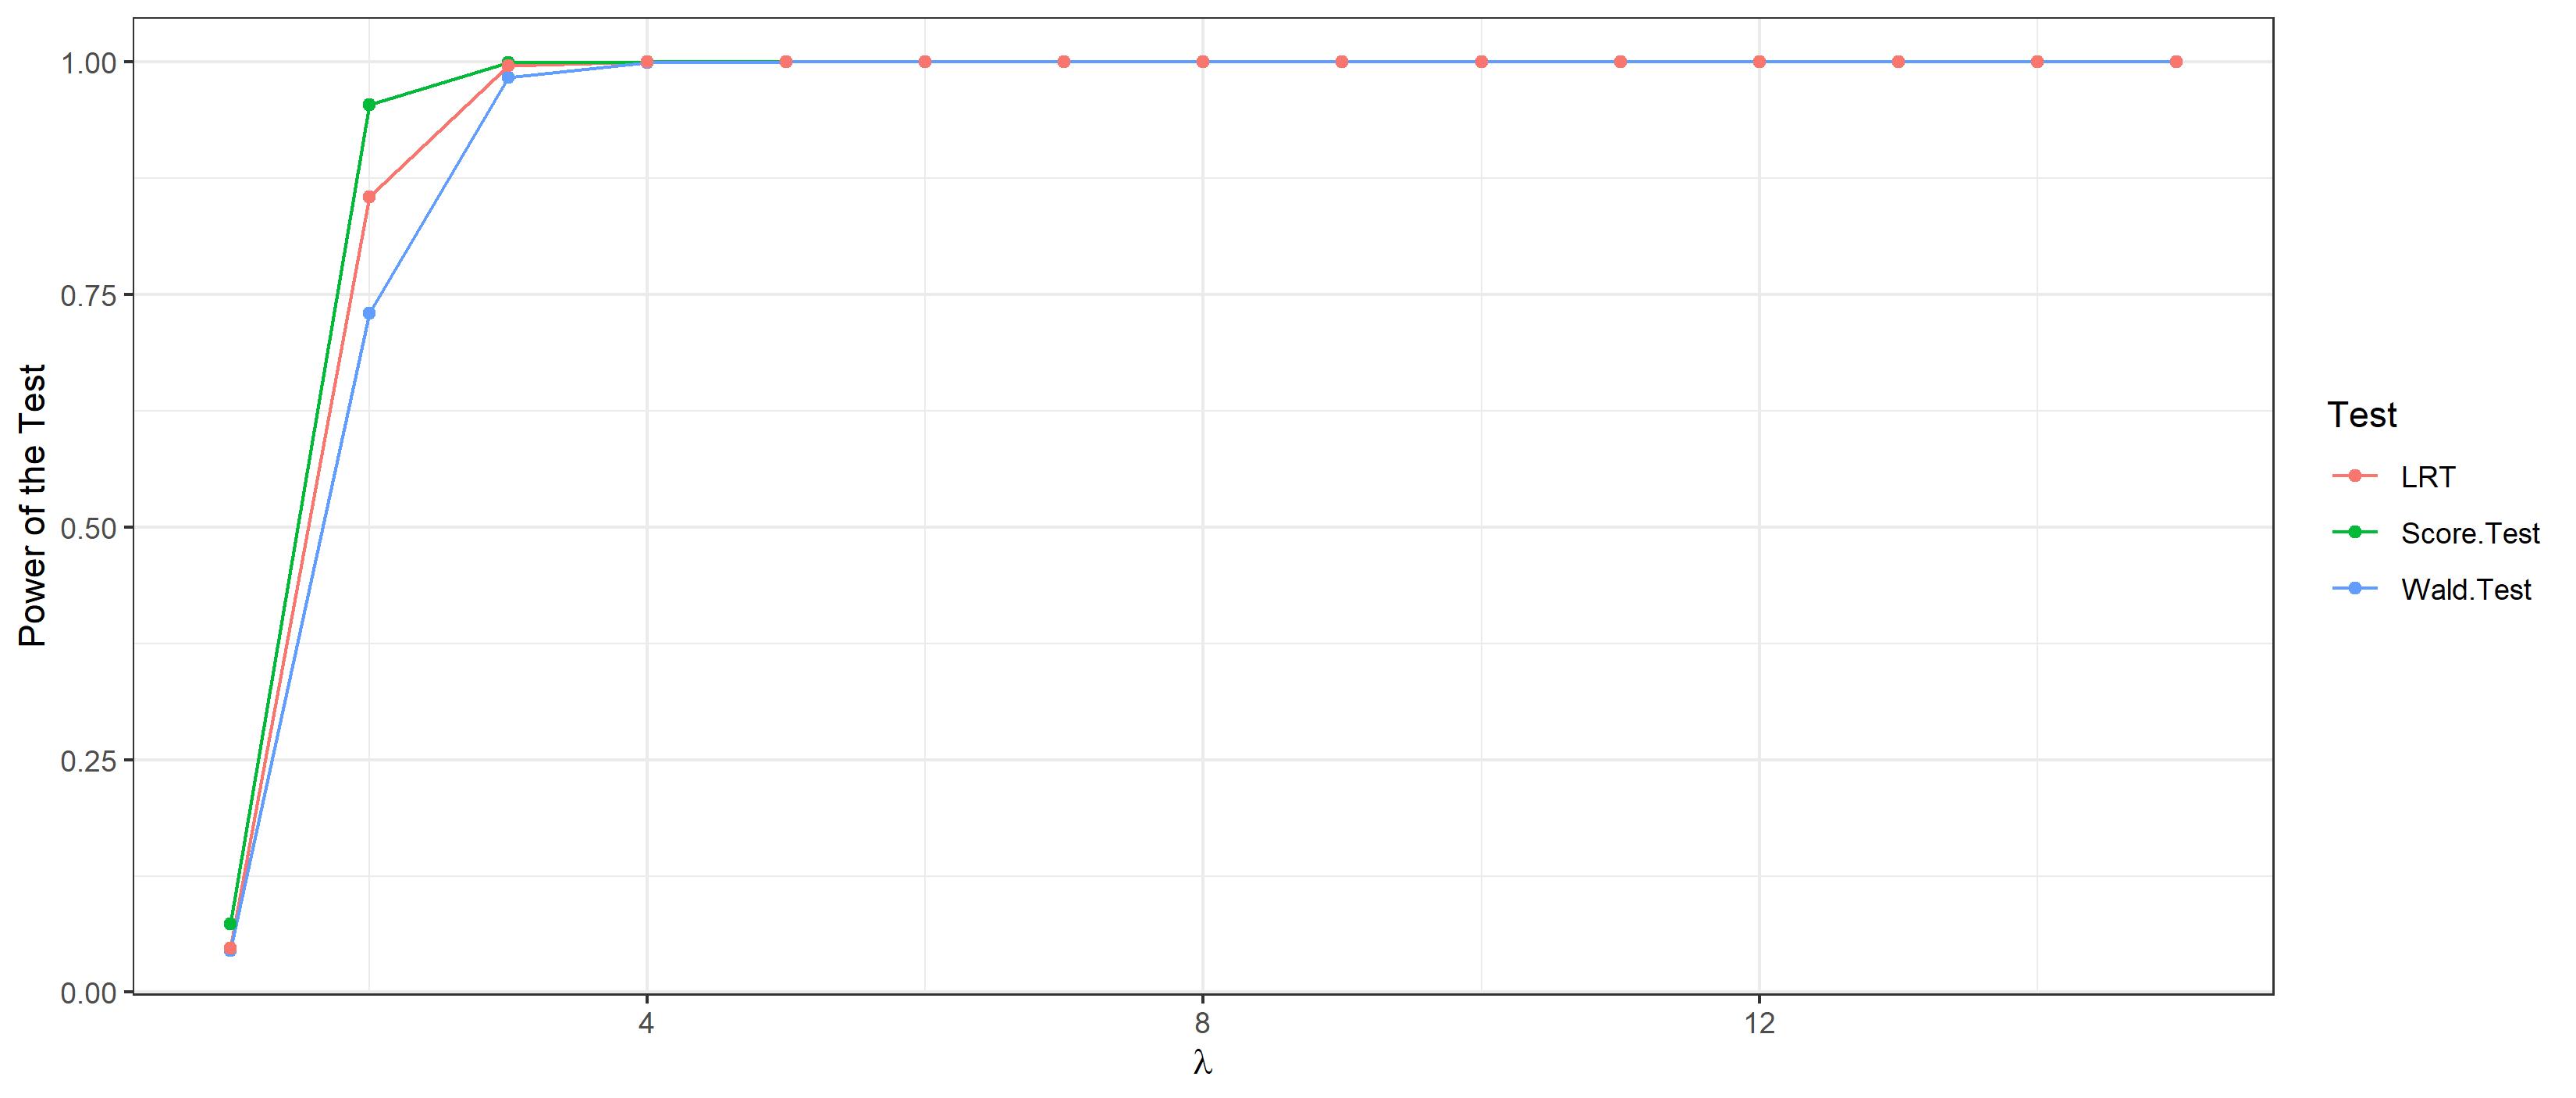 Power of the Test
1.00
0.75
0.50
0.25
0.00
4
8
12
λ
Test
LRT
Score.Test
Wald.Test